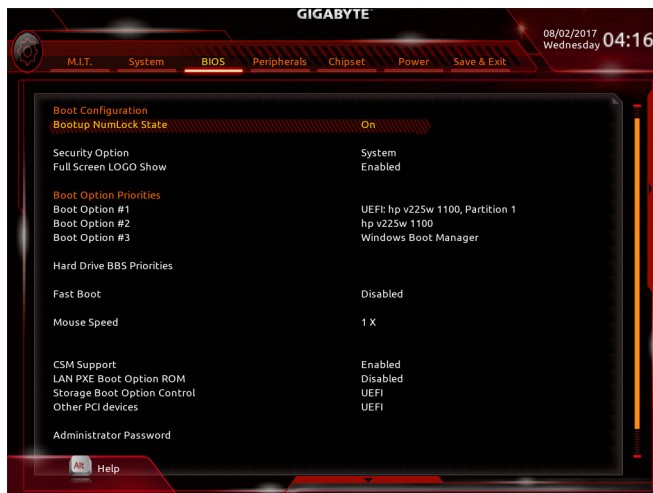 GIGABYTE™
08/02/2017
Wednesday 04:16
M.I.T. System BIOS Peripherals Chipset Power Save & Exit
Boot Configuration
Bootup NumLock State On
Security Option System
Full Screen LOGO Show Enabled
Boot Option Priorities
Boot Option #1 UEFI: hp v225w 1100, Partition 1
Boot Option #2 hp v225w 1100
Boot Option #3 Windows Boot Manager
Hard Drive BBS Priorities
Fast Boot Disabled
Mouse Speed 1 X
CSM Support Enabled
LAN PXE Boot Option ROM Disabled
Storage Boot Option Control UEFI
Other PCI devices UEFI
Administrator Password
Alt Help